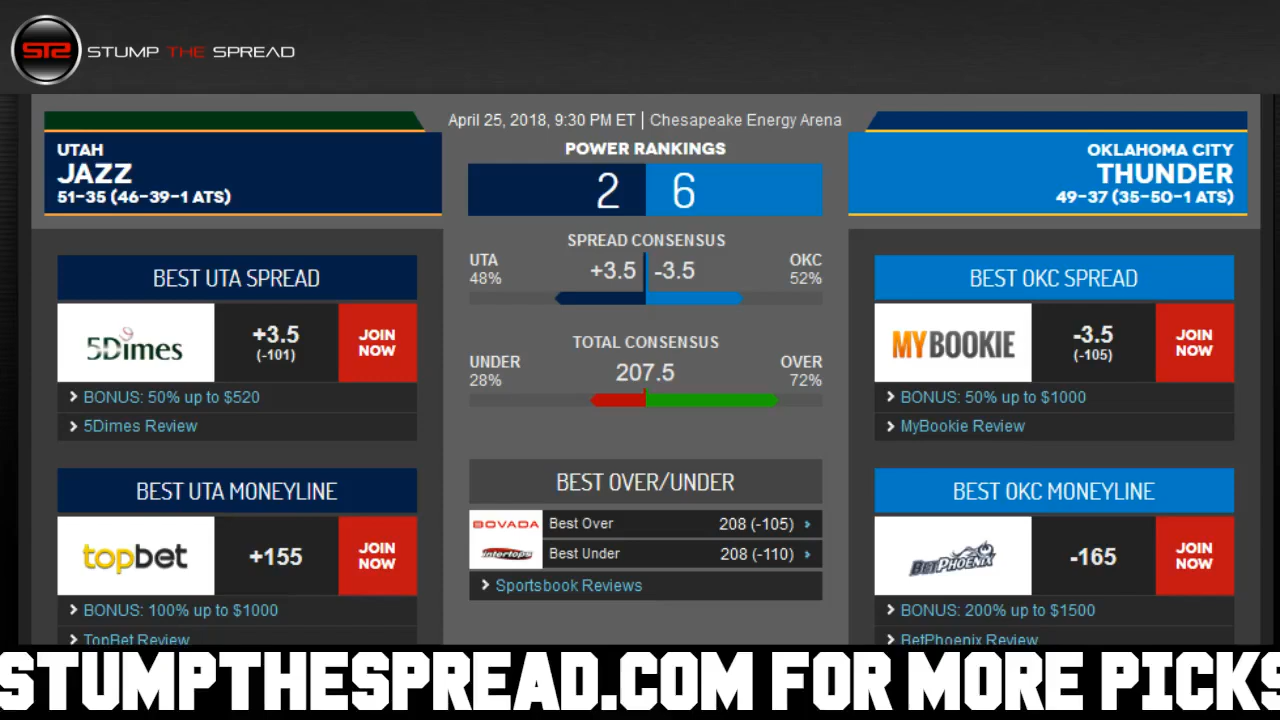 STS STUMP THE SPREAD
April 25, 2018, 9:30 PM ET | Chesapeake Energy Arena
UTAH
JAZZ
51-35 (46-39-1 ATS)
POWER RANKINGS
2 6
OKLAHOMA CITY
THUNDER
49-37 (35-50-1 ATS)
SPREAD CONSENSUS
UTA
48%
+3.5 -3.5
OKC
52%
TOTAL CONSENSUS
UNDER
28%
207.5
OVER
72%
BEST UTA SPREAD
5Dimes
+3.5
(-101)
JOIN
NOW
BONUS: 50% up to $520
5Dimes Review
BEST UTA MONEYLINE
topbet
+155
JOIN
NOW
BONUS: 100% up to $1000
TopBet Review
BEST OVER/UNDER
BOVADA Best Over 208 (-105)
intertops Best Under 208 (-110)
Sportsbook Reviews
BEST OKC SPREAD
MYBOOKIE
-3.5
(-105)
JOIN
NOW
BONUS: 50% up to $1000
MyBookie Review
BEST OKC MONEYLINE
BETPHOENIX
-165
JOIN
NOW
BONUS: 200% up to $1500
BetPhoenix Review
STUMPTHESPREAD.COM FOR MORE PICKS